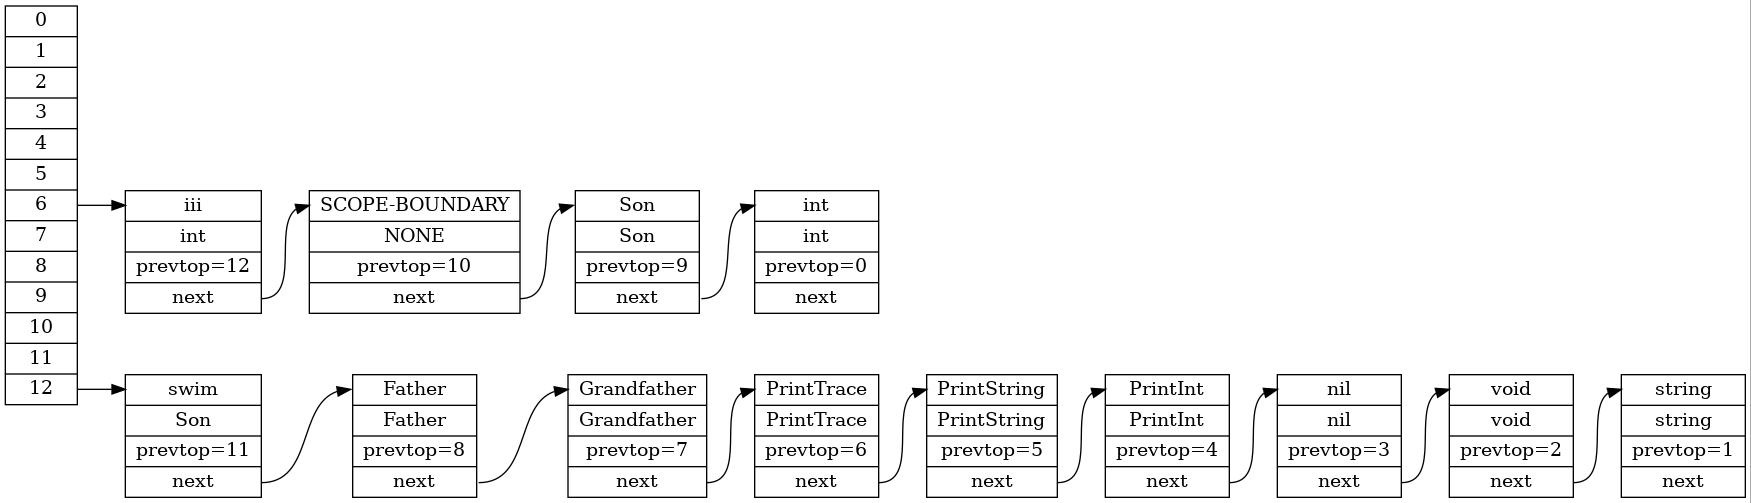 0
1
2
3
4
5
6
7
8
9
10
11
12
iii
int
prevtop=12
next
SCOPE-BOUNDARY
NONE
prevtop=10
next
Son
Son
prevtop=9
next
int
int
prevtop=0
next
swim
Son
prevtop=11
next
Father
Father
prevtop=8
next
Grandfather
Grandfather
prevtop=7
next
PrintTrace
PrintTrace
prevtop=6
next
PrintString
PrintString
prevtop=5
next
PrintInt
PrintInt
prevtop=4
next
nil
nil
prevtop=3
next
void
void
prevtop=2
next
string
string
prevtop=1
next